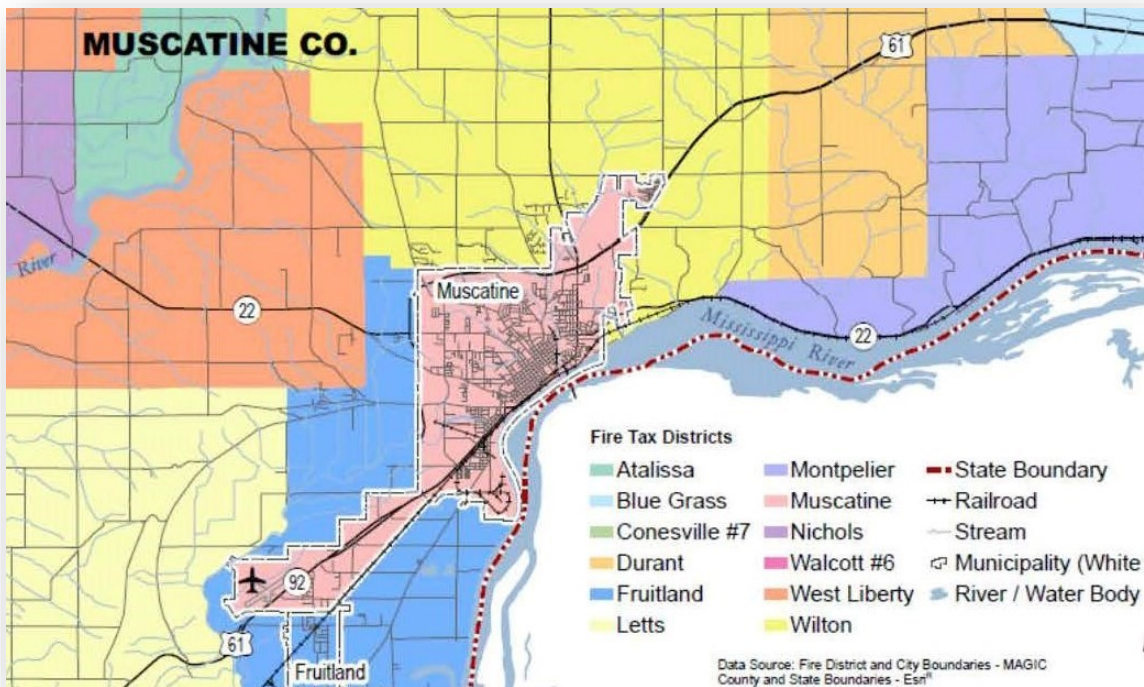 MUSCATINE CO.
61
Muscatine
River
22
Mississippi River
22
92
61
Fruitland
Fire Tax Districts
Atalissa
Blue Grass
Conesville #7
Durant
Fruitland
Letts
Montpelier
Muscatine
Nichols
Walcott #6
West Liberty
Wilton
State Boundary
Railroad
Stream
Municipality (White
River / Water Body
Data Source: Fire District and City Boundaries - MAGIC
County and State Boundaries - Esri®